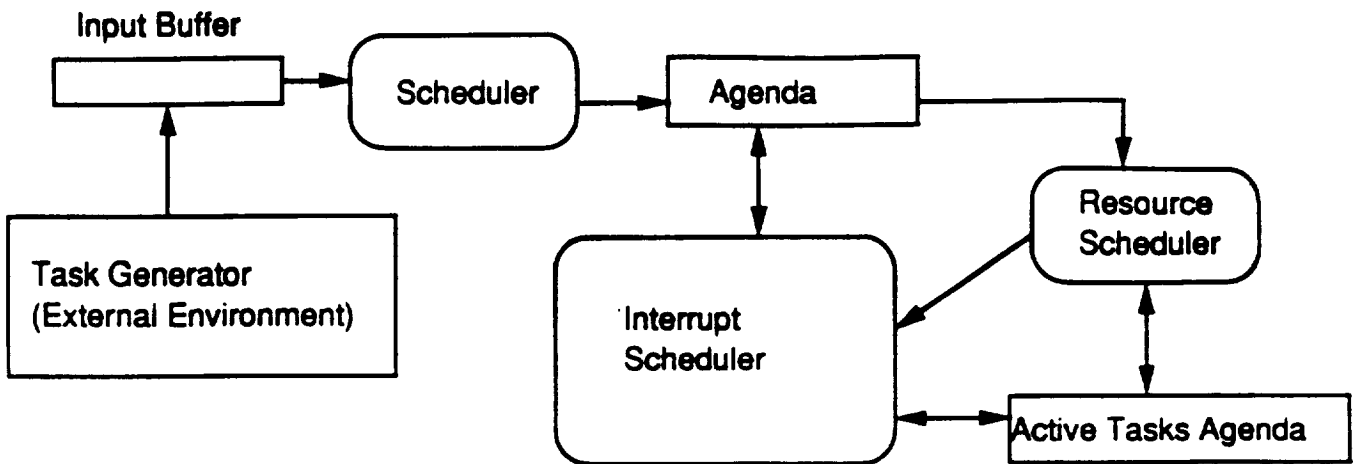 Input Buffer
Scheduler
Agenda
Resource
Scheduler
Task Generator
(External Environment)
Interrupt
Scheduler
Active Tasks Agenda